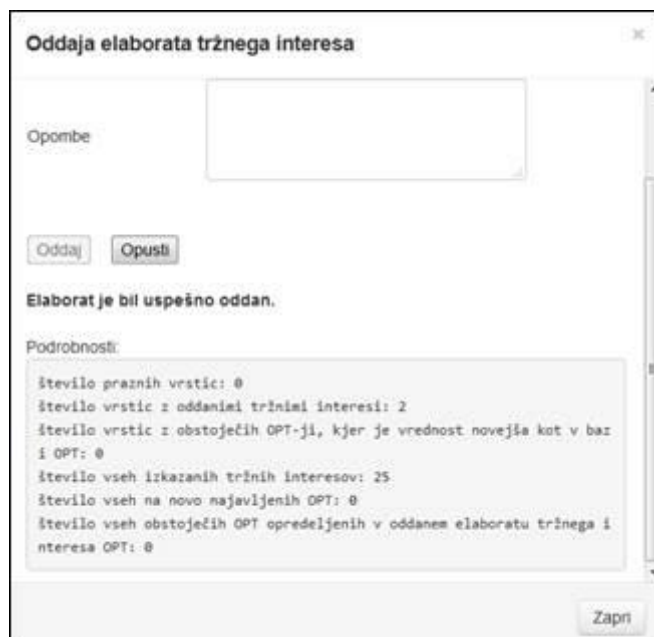 Oddaja elaborata tržnega interesa
×
Opombe
Oddaj Opusti
Elaborat je bil uspešno oddan.
Podrobnosti:
število praznih vrstic: 0
število vrstic z oddanimi tržnimi interesi: 2
število vrstic z obstoječih OPT-ji, kjer je vrednost novejša kot v baz
i OPT: 0
število vseh izkazanih tržnih interesov: 25
število vseh na novo najavljenih OPT: 0
število vseh obstoječih OPT opredeljenih v oddanem elaboratu tržnega i
nteresa OPT: 0
Zapri